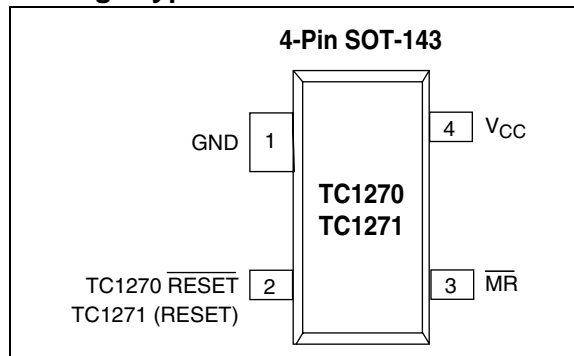 4-Pin SOT-143
GND 1
4 VCC
TC1270
TC1271
TC1270 RESET 2
TC1271 (RESET)
3 MR